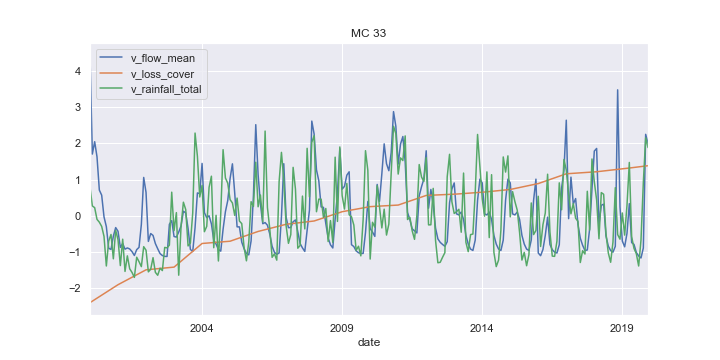 MC 33
v_flow_mean
v_loss_cover
v_rainfall_total
4
3
2
1
0
−1
−2
2004 2009 2014 2019
date